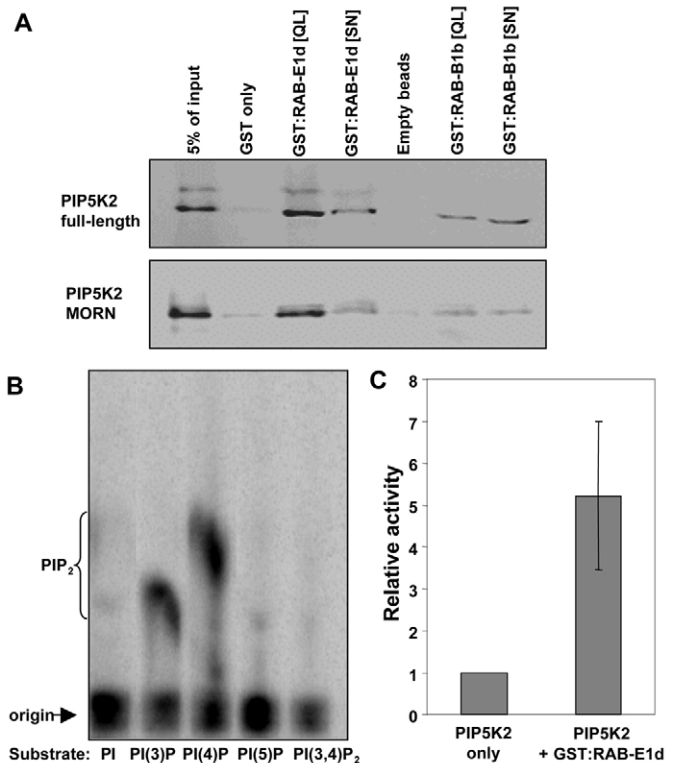 A
5% of input
GST only
GST:RAB-E1d [QL]
GST:RAB-E1d [SN]
Empty beads
GST:RAB-B1b [QL]
GST:RAB-B1b [SN]
PIP5K2
full-length
PIP5K2
MORN
B
PIP2
origin
Substrate: PI PI(3)P PI(4)P PI(5)P PI(3,4)P2
C
Relative activity
8
7
6
5
4
3
2
1
0
PIP5K2
only
PIP5K2
+ GST:RAB-E1d